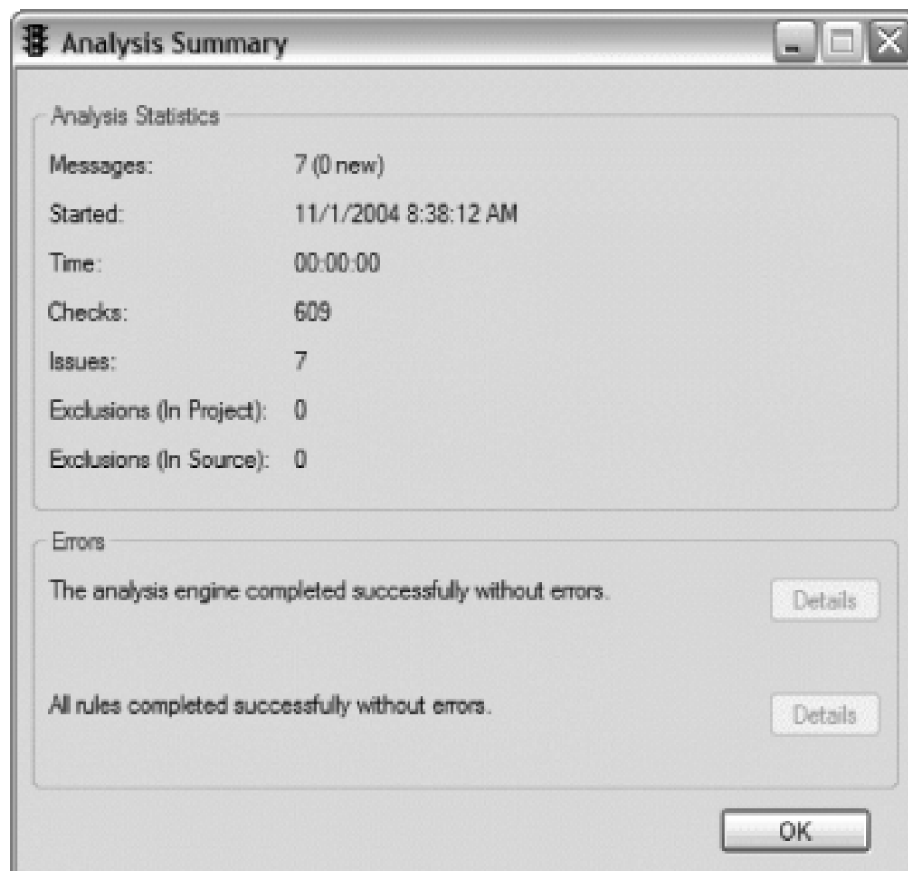 Analysis Summary
Analysis Statistics
Messages: 7 (0 new)
Started: 11/1/2004 8:38:12 AM
Time: 00:00:00
Checks: 609
Issues: 7
Exclusions (In Project): 0
Exclusions (In Source): 0
Errors
The analysis engine completed successfully without errors. Details
All rules completed successfully without errors. Details
OK